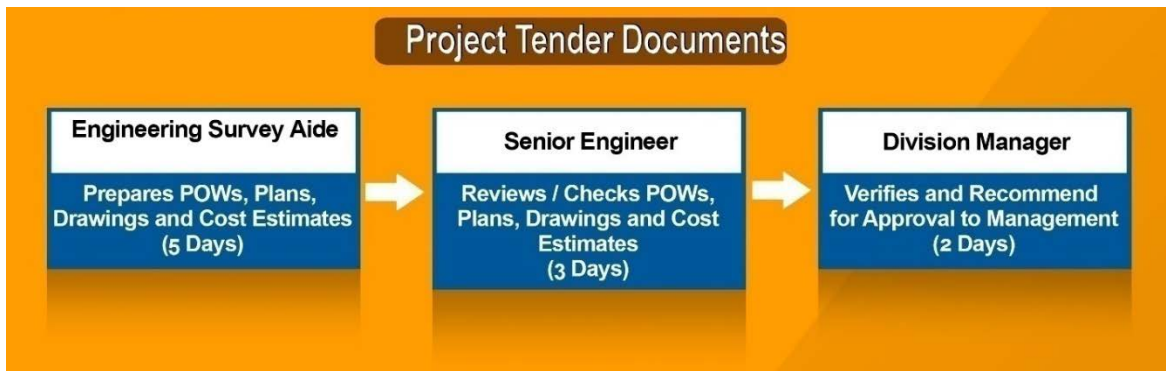 Project Tender Documents
Engineering Survey Aide
Prepares POWs, Plans,
Drawings and Cost Estimates
(5 Days)
Senior Engineer
Reviews / Checks POWs,
Plans, Drawings and Cost
Estimates
(3 Days)
Division Manager
Verifies and Recommend
for Approval to Management
(2 Days)